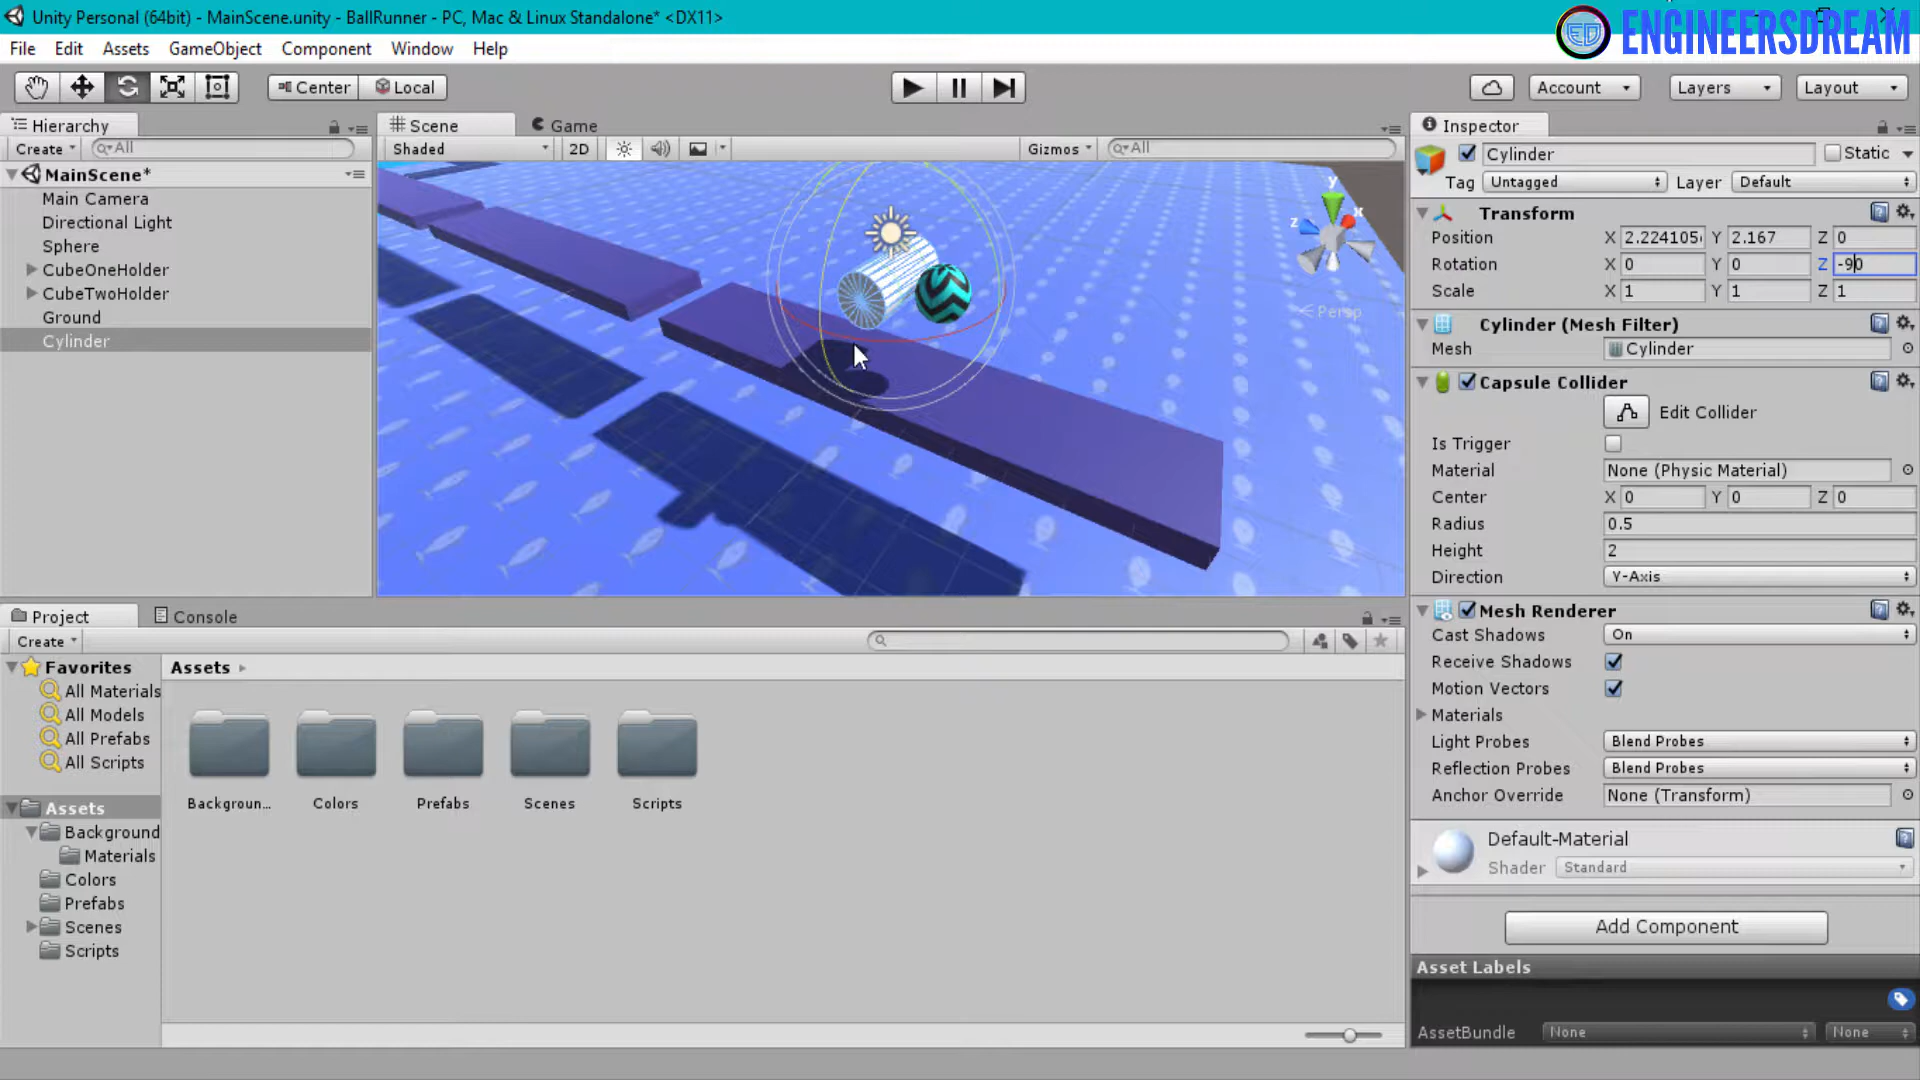 Unity Personal (64bit) - MainScene.unity - BallRunner - PC, Mac & Linux Standalone* <DX11>
ED ENGINEERSDREAM
File Edit Assets GameObject Component Window Help
Center Local Account Layers Layout
Hierarchy
Create All
MainScene*
Main Camera
Directional Light
Sphere
CubeOneHolder
CubeTwoHolder
Ground
Cylinder
Scene Game
Shaded 2D Gizmos All
y
x
z
Persp
Inspector
Cylinder Static
Tag Untagged Layer Default
Transform
Position X 2.224105 Y 2.167 Z 0
Rotation X 0 Y 0 Z -90
Scale X 1 Y 1 Z 1
Cylinder (Mesh Filter)
Mesh Cylinder
Capsule Collider
Edit Collider
Is Trigger
Material None (Physic Material)
Center X 0 Y 0 Z 0
Radius 0.5
Height 2
Direction Y-Axis
Mesh Renderer
Cast Shadows On
Receive Shadows
Motion Vectors
Materials
Light Probes Blend Probes
Reflection Probes Blend Probes
Anchor Override None (Transform)
Default-Material
Shader Standard
Add Component
Asset Labels
AssetBundle None None
Project Console
Create
Favorites
All Materials
All Models
All Prefabs
All Scripts
Assets
Background
Materials
Colors
Prefabs
Scenes
Scripts
Assets
Backgroun... Colors Prefabs Scenes Scripts